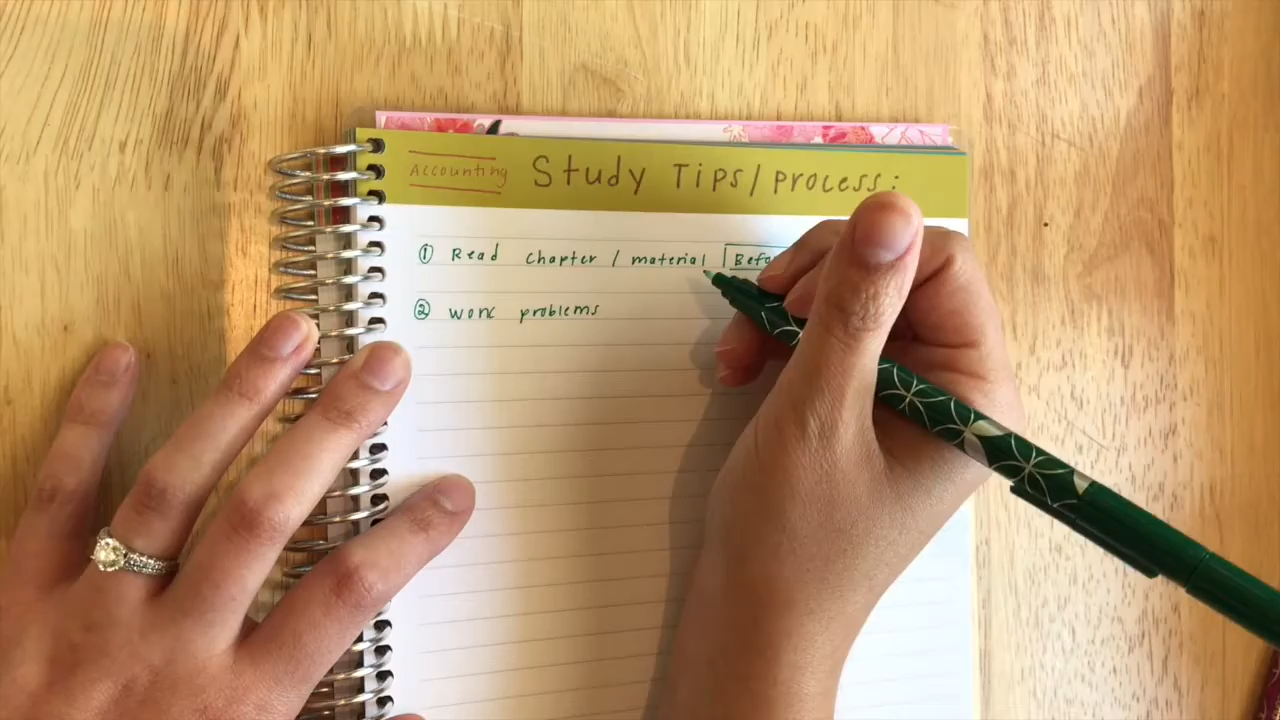 Accounting Study Tips/process:
① Read chapter / material
② work problems